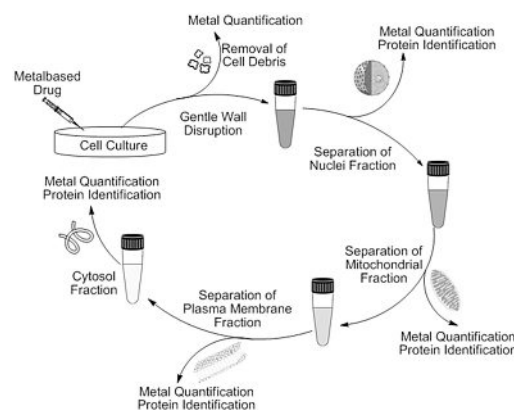 Metal Quantification
Removal of
Cell Debris
Metalbased
Drug
Cell Culture
Gentle Wall
Disruption
Metal Quantification
Protein Identification
Separation of
Nuclei Fraction
Separation of
Mitochondrial
Fraction
Metal Quantification
Protein Identification
Separation of
Plasma Membrane
Fraction
Metal Quantification
Protein Identification
Cytosol
Fraction
Metal Quantification
Protein Identification